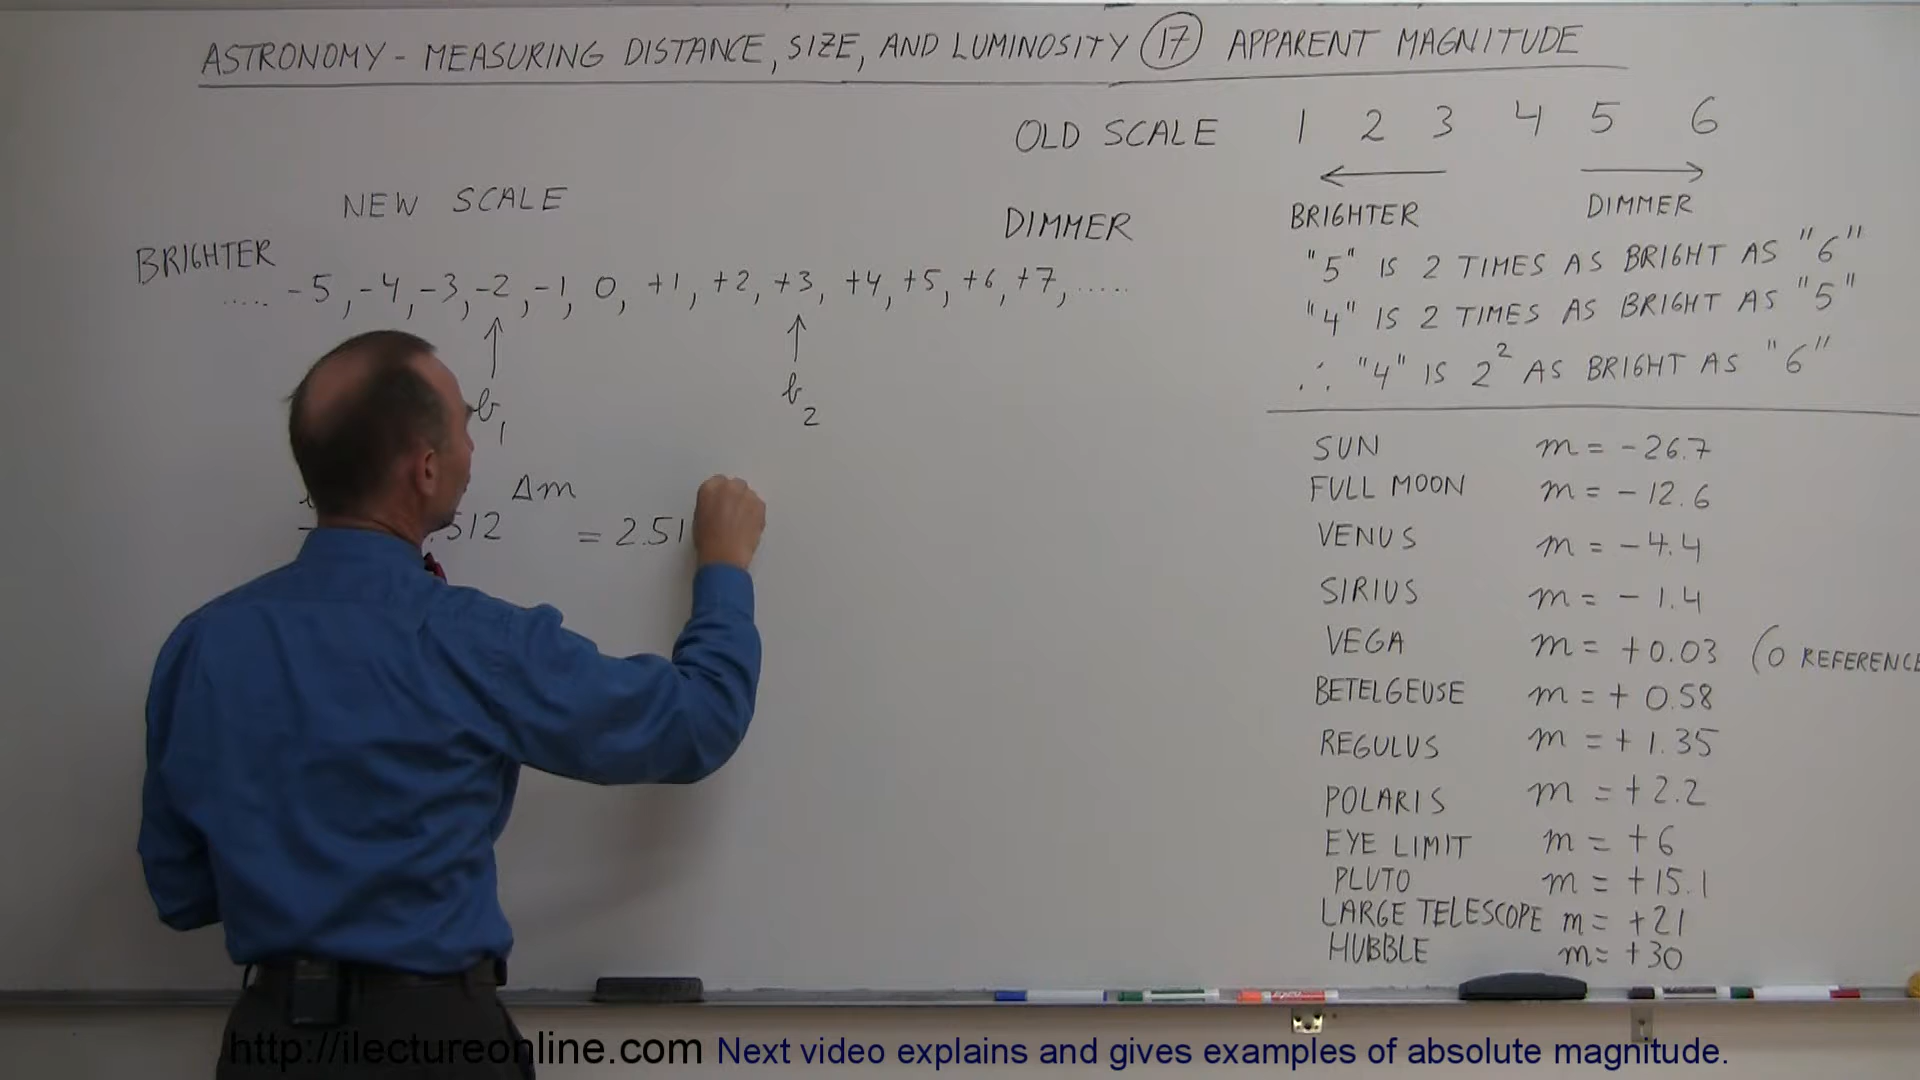 ASTRONOMY - MEASURING DISTANCE, SIZE, AND LUMINOSITY 17 APPARENT MAGNITUDE
OLD SCALE 1 2 3 4 5 6
BRIGHTER DIMMER
"5" IS 2 TIMES AS BRIGHT AS "6"
"4" IS 2 TIMES AS BRIGHT AS "5"
∴ "4" IS 2² AS BRIGHT AS "6"
NEW SCALE
BRIGHTER DIMMER
..... -5, -4, -3, -2, -1, 0, +1, +2, +3, +4, +5, +6, +7, .....
b₁ b₂
Δm
.512 = 2.51
SUN m = -26.7
FULL MOON m = -12.6
VENUS m = -4.4
SIRIUS m = -1.4
VEGA m = +0.03 (0 REFERENCE
BETELGEUSE m = +0.58
REGULUS m = +1.35
POLARIS m = +2.2
EYE LIMIT m = +6
PLUTO m = +15.1
LARGE TELESCOPE m = +21
HUBBLE m = +30
http://ilectureonline.com Next video explains and gives examples of absolute magnitude.